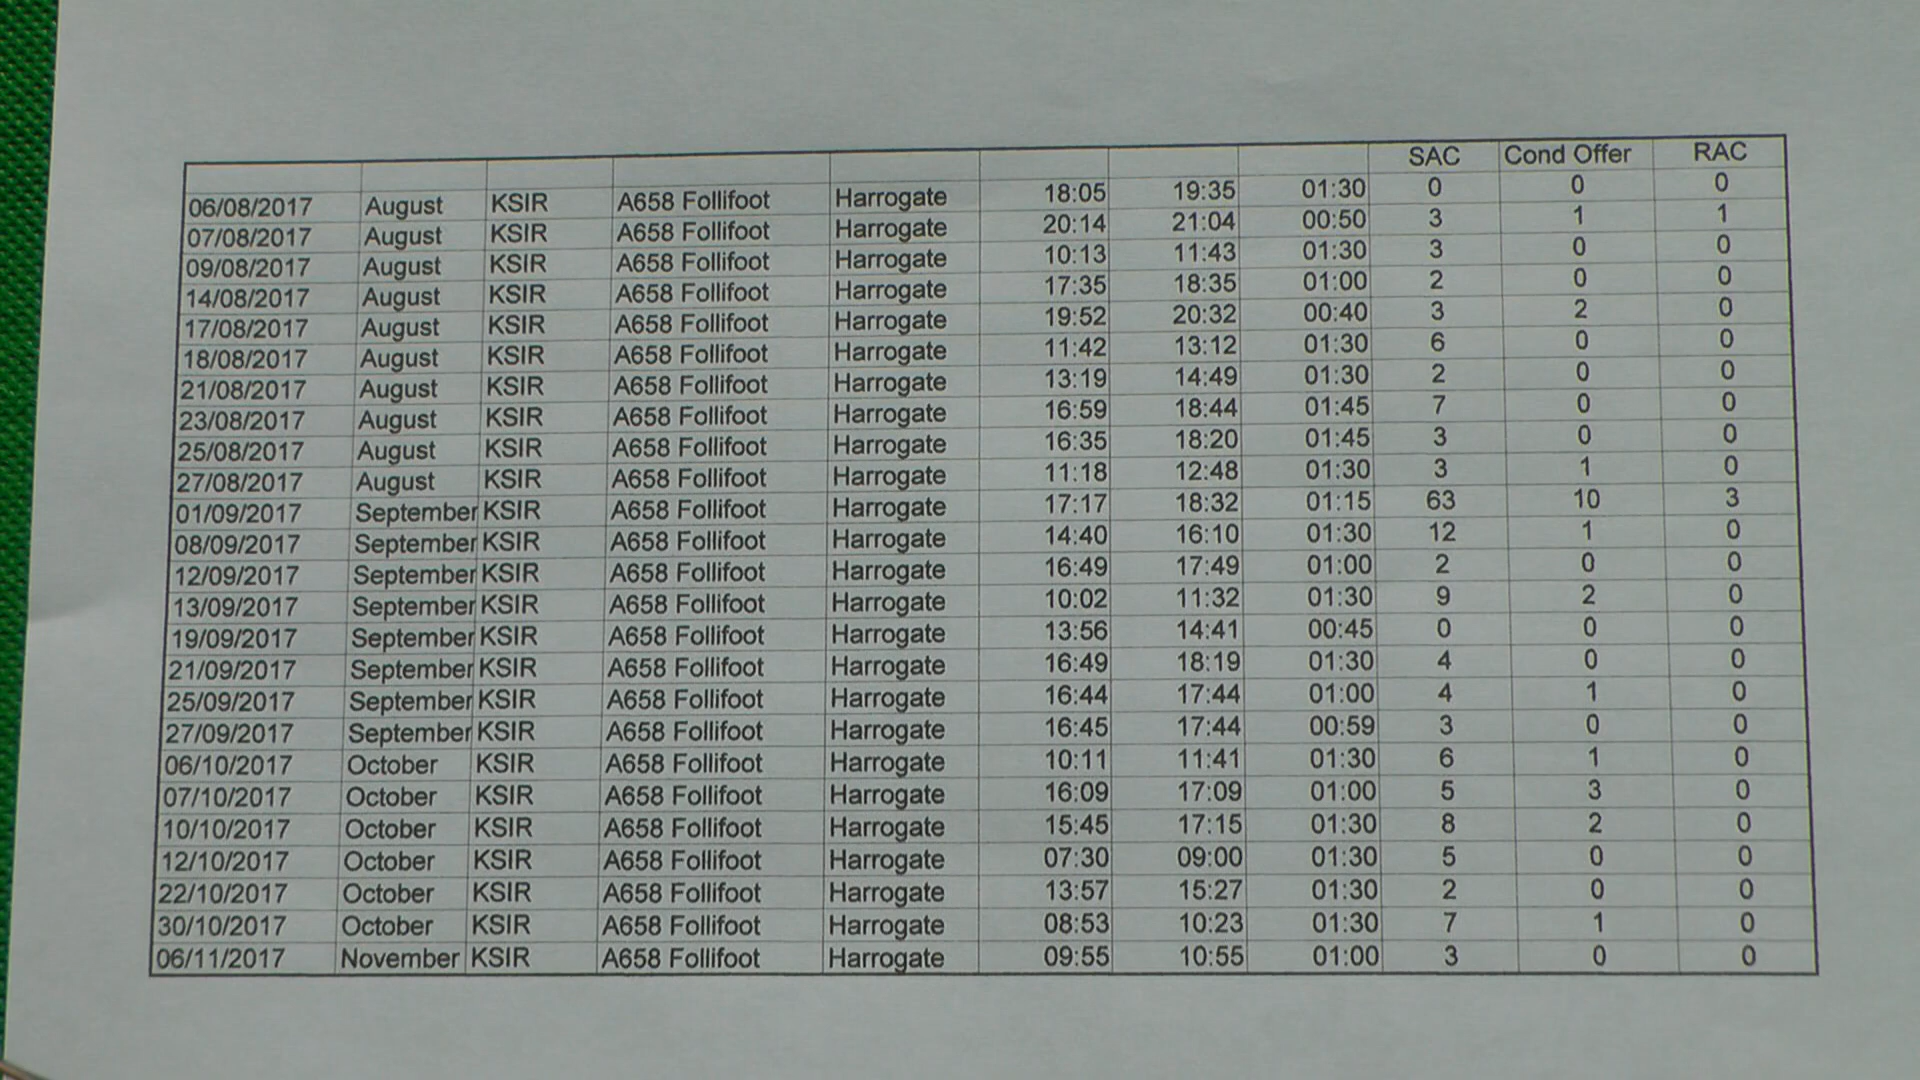 SAC Cond Offer RAC
06/08/2017 August KSIR A658 Follifoot Harrogate 18:05 19:35 01:30 0 0 0
07/08/2017 August KSIR A658 Follifoot Harrogate 20:14 21:04 00:50 3 1 1
09/08/2017 August KSIR A658 Follifoot Harrogate 10:13 11:43 01:30 3 0 0
14/08/2017 August KSIR A658 Follifoot Harrogate 17:35 18:35 01:00 2 0 0
17/08/2017 August KSIR A658 Follifoot Harrogate 19:52 20:32 00:40 3 2 0
18/08/2017 August KSIR A658 Follifoot Harrogate 11:42 13:12 01:30 6 0 0
21/08/2017 August KSIR A658 Follifoot Harrogate 13:19 14:49 01:30 2 0 0
23/08/2017 August KSIR A658 Follifoot Harrogate 16:59 18:44 01:45 7 0 0
25/08/2017 August KSIR A658 Follifoot Harrogate 16:35 18:20 01:45 3 0 0
27/08/2017 August KSIR A658 Follifoot Harrogate 11:18 12:48 01:30 3 1 0
01/09/2017 September KSIR A658 Follifoot Harrogate 17:17 18:32 01:15 63 10 3
08/09/2017 September KSIR A658 Follifoot Harrogate 14:40 16:10 01:30 12 1 0
12/09/2017 September KSIR A658 Follifoot Harrogate 16:49 17:49 01:00 2 0 0
13/09/2017 September KSIR A658 Follifoot Harrogate 10:02 11:32 01:30 9 2 0
19/09/2017 September KSIR A658 Follifoot Harrogate 13:56 14:41 00:45 0 0 0
21/09/2017 September KSIR A658 Follifoot Harrogate 16:49 18:19 01:30 4 0 0
25/09/2017 September KSIR A658 Follifoot Harrogate 16:44 17:44 01:00 4 1 0
27/09/2017 September KSIR A658 Follifoot Harrogate 16:45 17:44 00:59 3 0 0
06/10/2017 October KSIR A658 Follifoot Harrogate 10:11 11:41 01:30 6 1 0
07/10/2017 October KSIR A658 Follifoot Harrogate 16:09 17:09 01:00 5 3 0
10/10/2017 October KSIR A658 Follifoot Harrogate 15:45 17:15 01:30 8 2 0
12/10/2017 October KSIR A658 Follifoot Harrogate 07:30 09:00 01:30 5 0 0
22/10/2017 October KSIR A658 Follifoot Harrogate 13:57 15:27 01:30 2 0 0
30/10/2017 October KSIR A658 Follifoot Harrogate 08:53 10:23 01:30 7 1 0
06/11/2017 November KSIR A658 Follifoot Harrogate 09:55 10:55 01:00 3 0 0